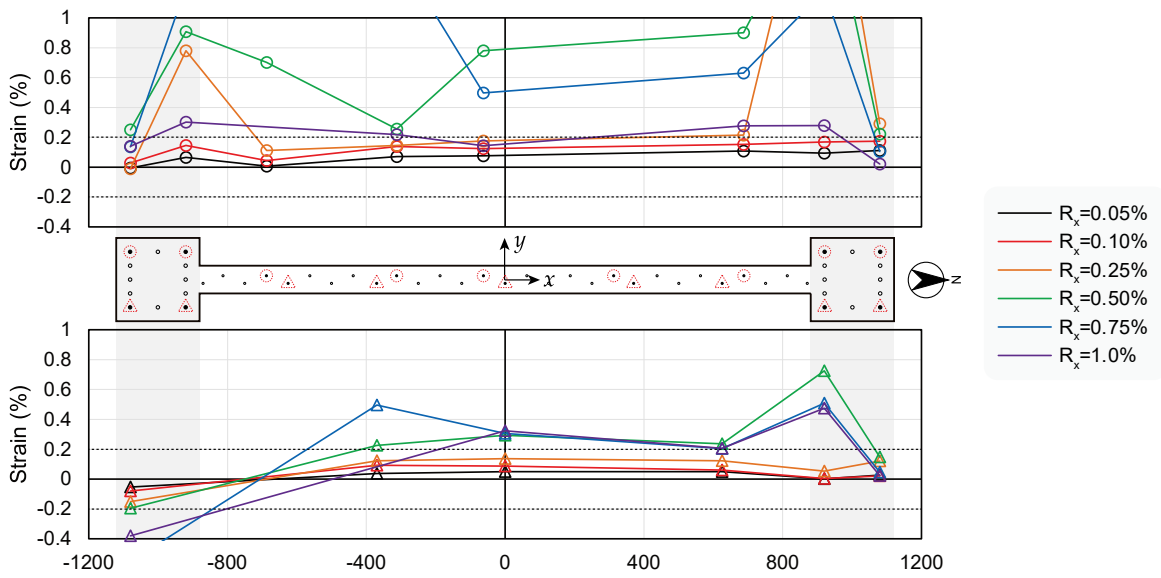 1
0.8
0.6
0.4
0.2
0
-0.2
-0.4
Strain (%)
y
x
N
R_x=0.05%
R_x=0.10%
R_x=0.25%
R_x=0.50%
R_x=0.75%
R_x=1.0%
1
0.8
0.6
0.4
0.2
0
-0.2
-0.4
Strain (%)
-1200 -800 -400 0 400 800 1200